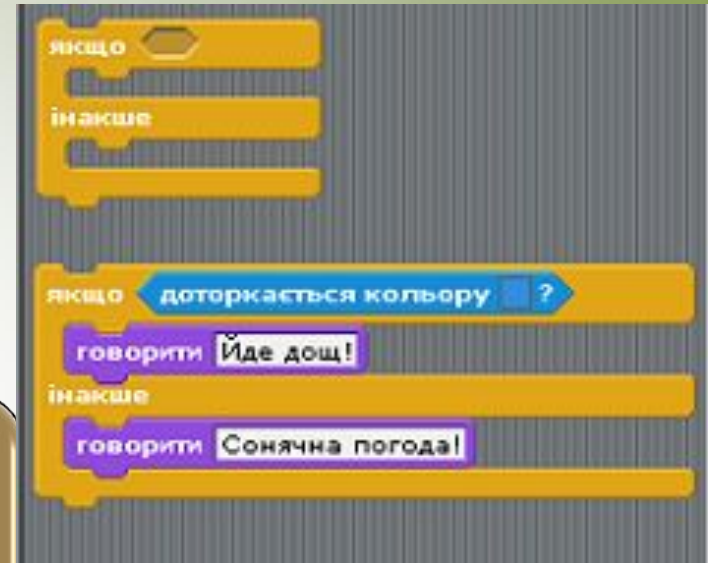 якщо
інакше
якщо доторкається кольору ?
говорити Йде дощ!
інакше
говорити Сонячна погода!